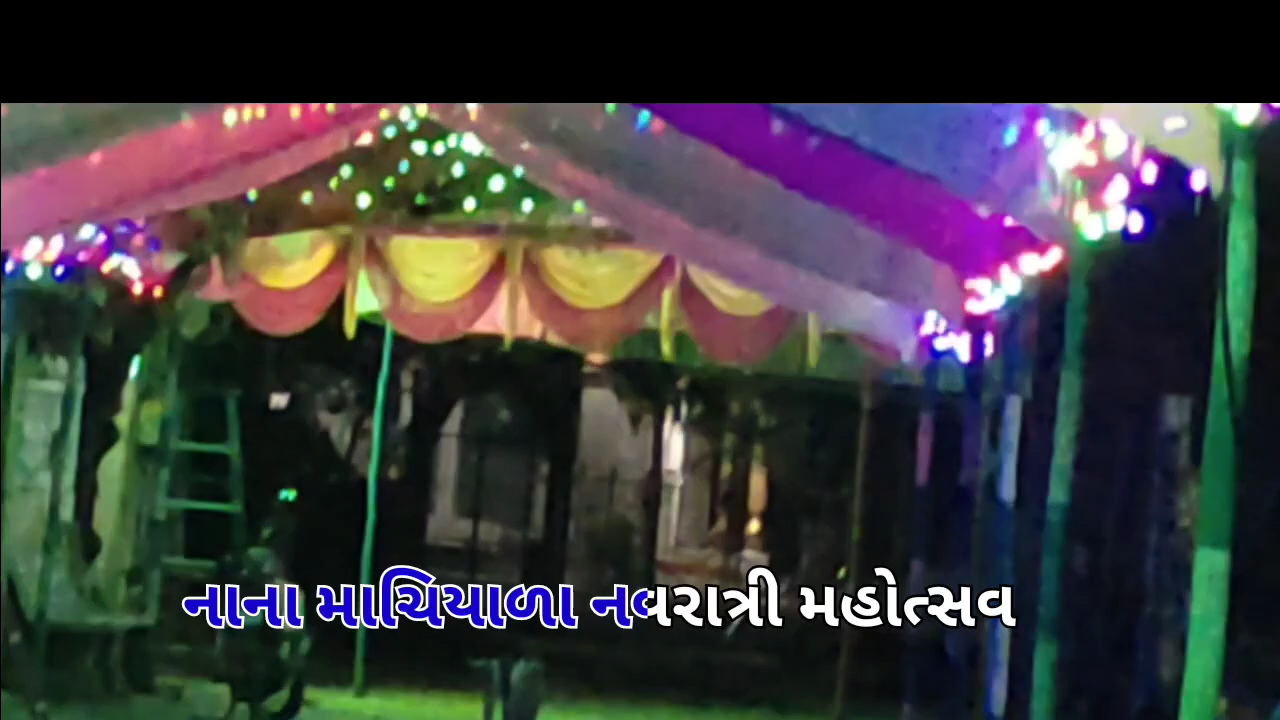 નાના માચિયાળા નવરાત્રી મહોત્સવ